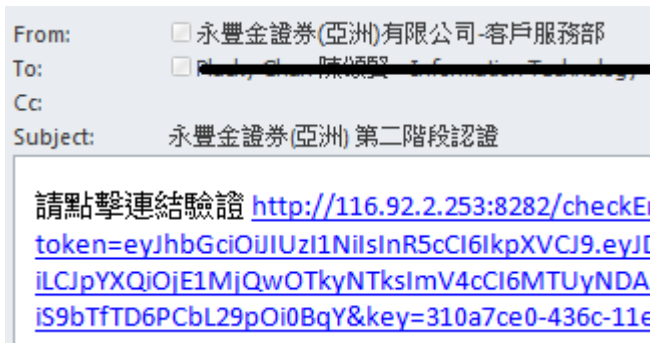 From: 永豐金證券(亞洲)有限公司-客戶服務部
To:
Cc:
Subject: 永豐金證券(亞洲) 第二階段認證
請點擊連結驗證 http://116.92.2.253:8282/checkEr
token=eyJhbGciOiJIUzI1NiIsInR5cCI6IkpXVCJ9.eyJD
iLCJpYXQiOjE1MjQwOTkyNTksImV4cCI6MTUyNDA
iS9bTfTD6PCbL29pOi0BqY&key=310a7ce0-436c-11e